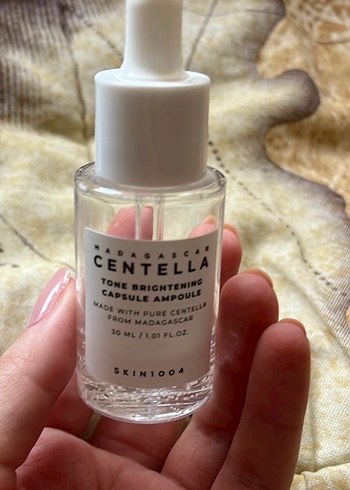 MADAGASCAR
CENTELLA
TONE BRIGHTENING
CAPSULE AMPOULE
MADE WITH PURE CENTELLA
FROM MADAGASCAR
30 ML / 1.01 FL.OZ.
SKIN1004